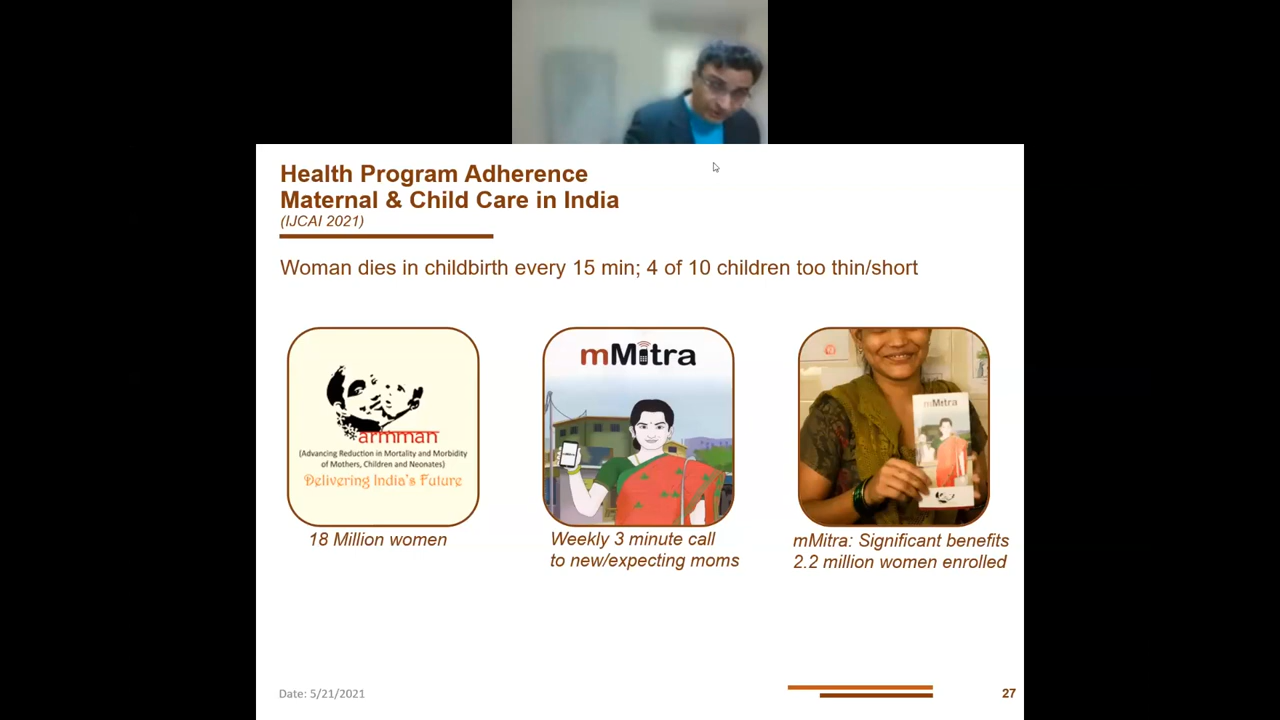 Health Program Adherence
Maternal & Child Care in India
(IJCAI 2021)
Woman dies in childbirth every 15 min; 4 of 10 children too thin/short
armman
(Advancing Reduction in Mortality and Morbidity
of Mothers, Children and Neonates)
Delivering India's Future
18 Million women
mMitra
Weekly 3 minute call
to new/expecting moms
mMitra
mMitra: Significant benefits
2.2 million women enrolled
Date: 5/21/2021
27